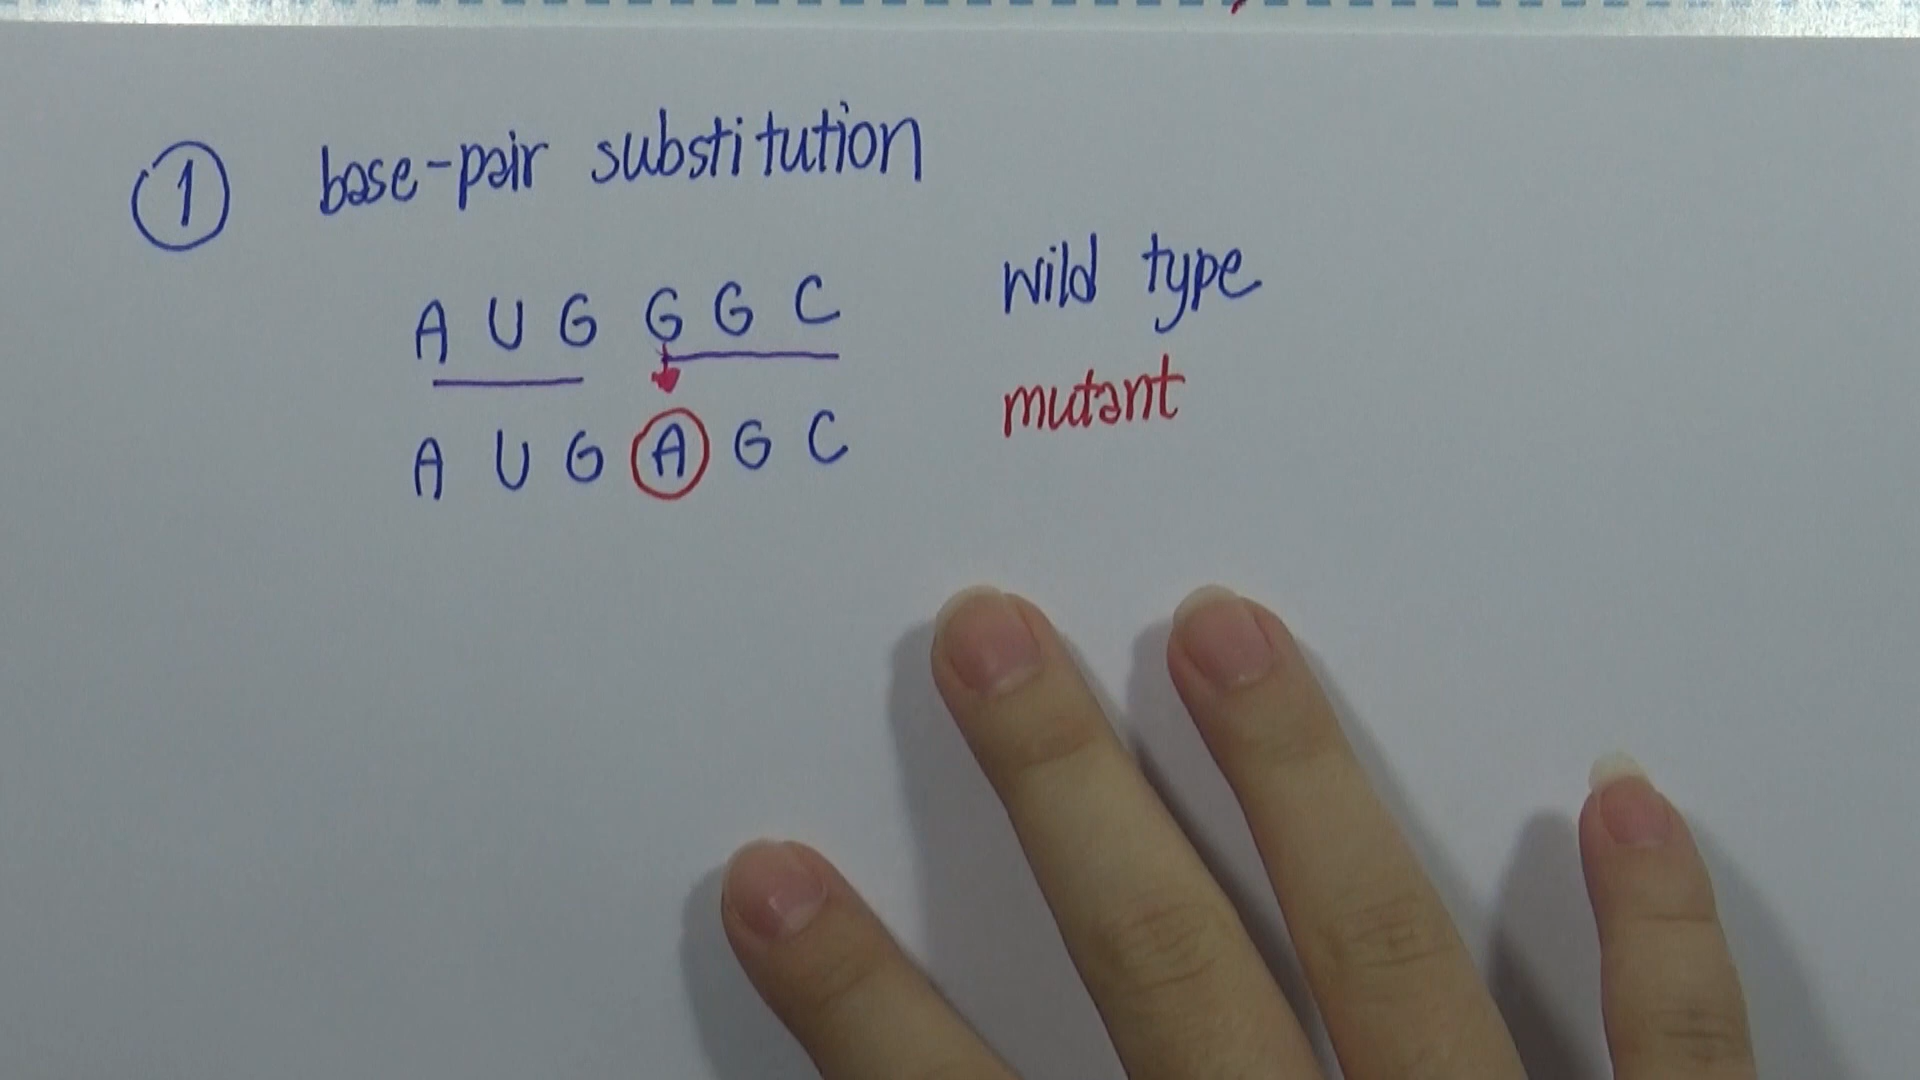 ① base-pair substitution
A U G G G C wild type
A U G A G C mutant